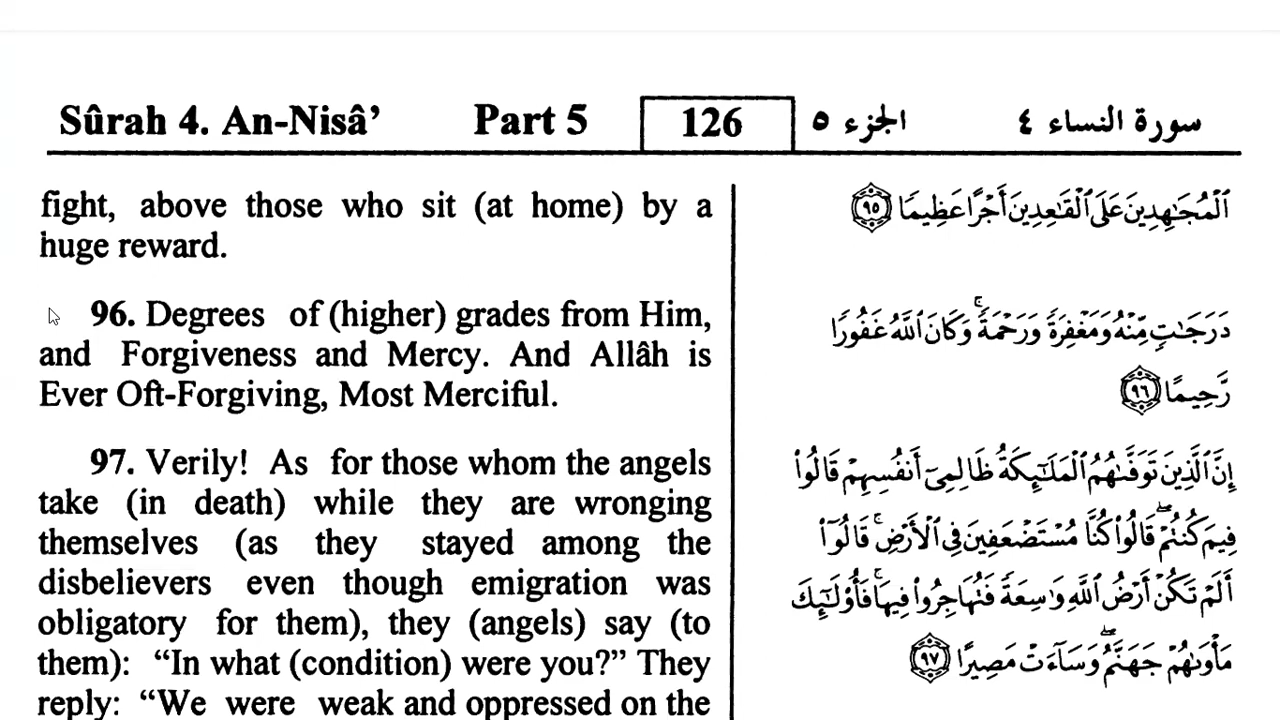 Sûrah 4. An-Nisâ’ Part 5 126 الجزء ٥ سورة النساء ٤
fight, above those who sit (at home) by a
huge reward.
96. Degrees of (higher) grades from Him,
and Forgiveness and Mercy. And Allâh is
Ever Oft-Forgiving, Most Merciful.
97. Verily! As for those whom the angels
take (in death) while they are wronging
themselves (as they stayed among the
disbelievers even though emigration was
obligatory for them), they (angels) say (to
them): “In what (condition) were you?” They
reply: “We were weak and oppressed on the
ٱلۡمُجَٰهِدِينَ عَلَى ٱلۡقَٰعِدِينَ أَجۡرًا عَظِيمٗا ٩٥
دَرَجَٰتٖ مِّنۡهُ وَمَغۡفِرَةٗ وَرَحۡمَةٗۚ وَكَانَ ٱللَّهُ غَفُورٗا
رَّحِيمًا ٩٦
إِنَّ ٱلَّذِينَ تَوَفَّىٰهُمُ ٱلۡمَلَٰٓئِكَةُ ظَالِمِيٓ أَنفُسِهِمۡ قَالُواْ
فِيمَ كُنتُمۡۖ قَالُواْ كُنَّا مُسۡتَضۡعَفِينَ فِي ٱلۡأَرۡضِۚ قَالُوٓاْ
أَلَمۡ تَكُنۡ أَرۡضُ ٱللَّهِ وَٰسِعَةٗ فَتُهَاجِرُواْ فِيهَاۚ فَأُوْلَٰٓئِكَ
مَأۡوَىٰهُمۡ جَهَنَّمُۖ وَسَآءَتۡ مَصِيرًا ٩٧